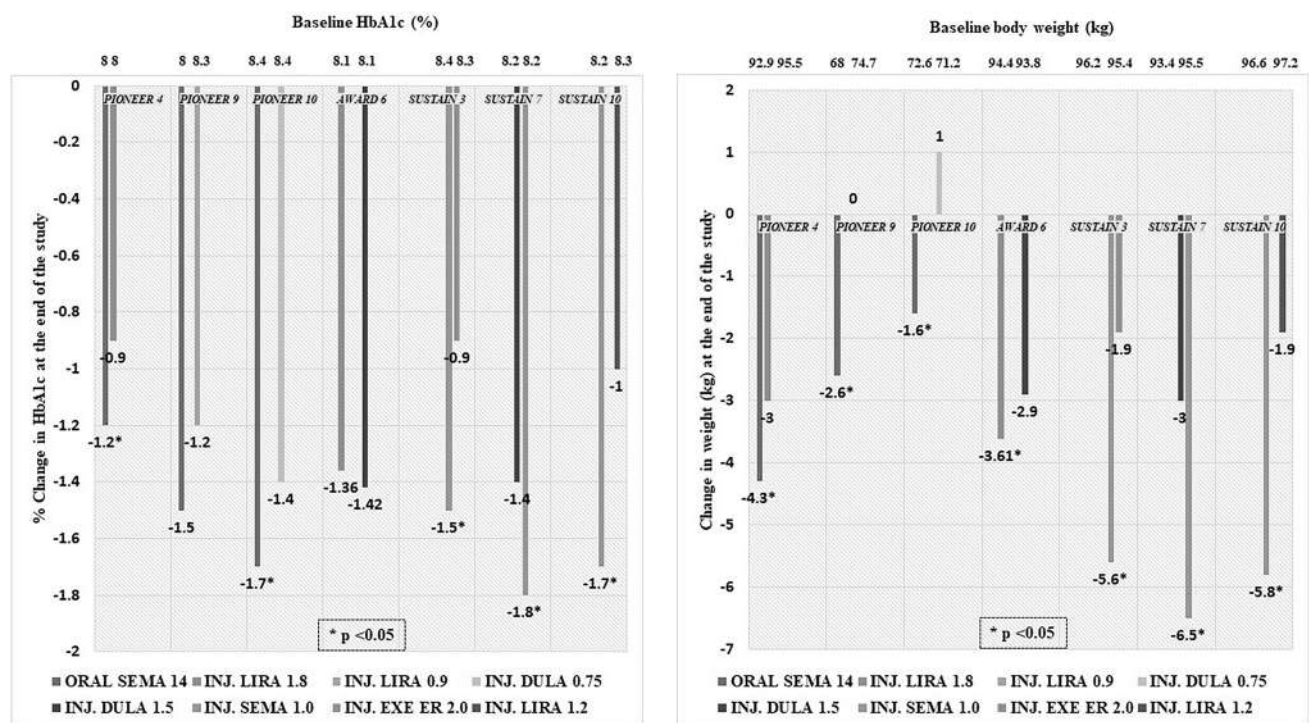 Baseline HbA1c (%)
8 8 8 8.3 8.4 8.4 8.1 8.1 8.4 8.3 8.2 8.2 8.2 8.3
0
PIONEER 4 PIONEER 9 PIONEER 10 AWARD 6 SUSTAIN 3 SUSTAIN 7 SUSTAIN 10
-0.2
-0.4
-0.6
-0.8
-0.9 -0.9
-1
-1
-1.2
-1.2* -1.2
-1.4
-1.4 -1.36 -1.42 -1.4
-1.5 -1.5*
-1.6
-1.7* -1.7*
-1.8
-1.8*
-2
% Change in HbA1c at the end of the study
* p <0.05
ORAL SEMA 14 INJ. LIRA 1.8 INJ. LIRA 0.9 INJ. DULA 0.75
INJ. DULA 1.5 INJ. SEMA 1.0 INJ. EXE ER 2.0 INJ. LIRA 1.2
Baseline body weight (kg)
92.9 95.5 68 74.7 72.6 71.2 94.4 93.8 96.2 95.4 93.4 95.5 96.6 97.2
2
1
1
0
0
PIONEER 4 PIONEER 9 PIONEER 10 AWARD 6 SUSTAIN 3 SUSTAIN 7 SUSTAIN 10
-1
-1.6*
-2
-1.9 -1.9
-2.6*
-3
-3 -2.9 -3
-3.61*
-4
-4.3*
-5
-5.6* -5.8*
-6
-6.5*
-7
Change in weight (kg) at the end of the study
* p <0.05
ORAL SEMA 14 INJ. LIRA 1.8 INJ. LIRA 0.9 INJ. DULA 0.75
INJ. DULA 1.5 INJ. SEMA 1.0 INJ. EXE ER 2.0 INJ. LIRA 1.2